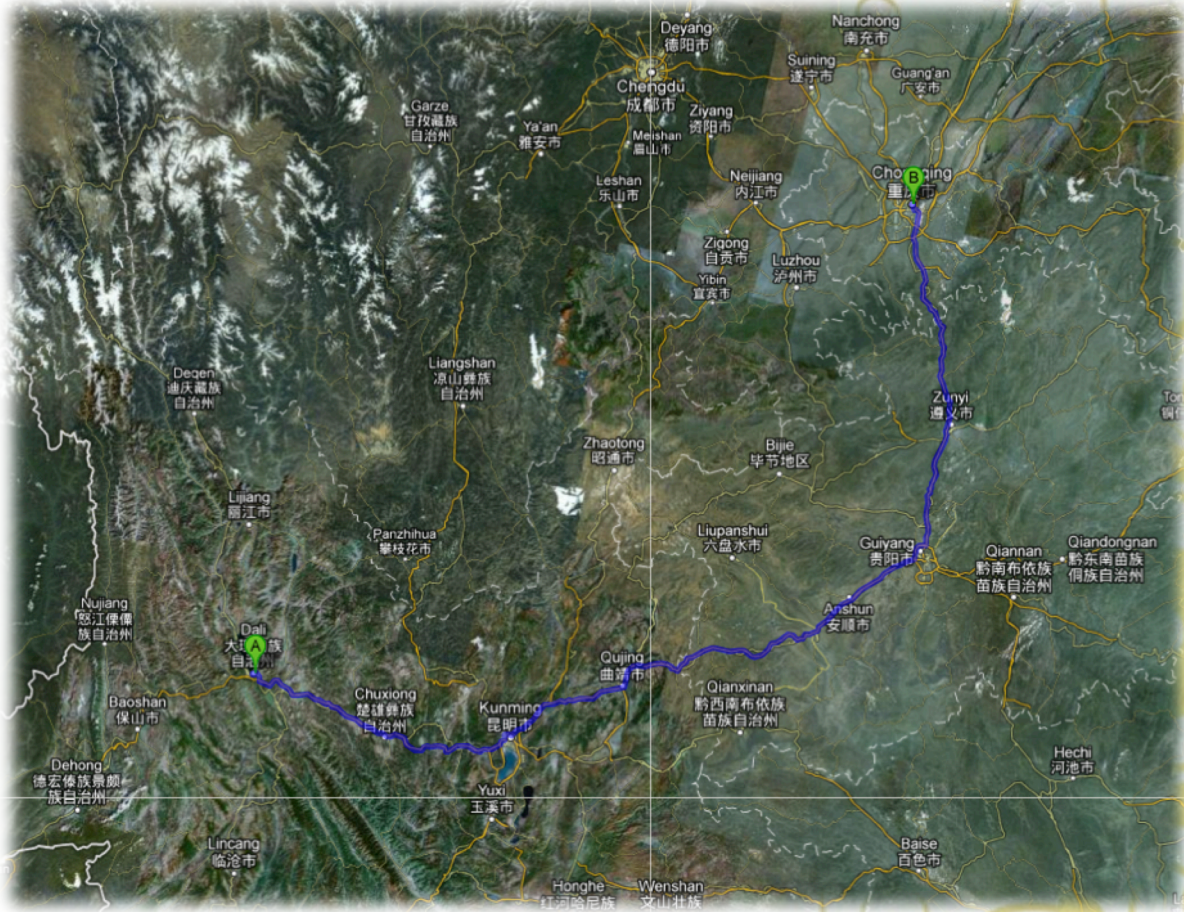 Deyang
德阳市
Nanchong
南充市
Chengdu
成都市
Suining
遂宁市
Guang'an
广安市
Garze
甘孜藏族
自治州
Ya'an
雅安市
Ziyang
资阳市
Meishan
眉山市
Leshan
乐山市
Neijiang
内江市
B
Zigong
自贡市
Luzhou
泸州市
Yibin
宜宾市
Deqen
迪庆藏族
自治州
Liangshan
凉山彝族
自治州
Zunyi
遵义市
Zhaotong
昭通市
Bijie
毕节地区
Lijiang
丽江市
Panzhihua
攀枝花市
Liupanshui
六盘水市
Guiyang
贵阳市
Qiannan
黔南布依族
苗族自治州
Qiandongnan
黔东南苗族
侗族自治州
Nujiang
怒江傈僳
族自治州
Anshun
安顺市
Dali
A
Qujing
曲靖市
Baoshan
保山市
Chuxiong
楚雄彝族
自治州
Kunming
昆明市
Qianxinan
黔西南布依族
苗族自治州
Dehong
德宏傣族景颇
族自治州
Yuxi
玉溪市
Hechi
河池市
Lincang
临沧市
Baise
百色市
Honghe
红河哈尼族
Wenshan
文山壮族